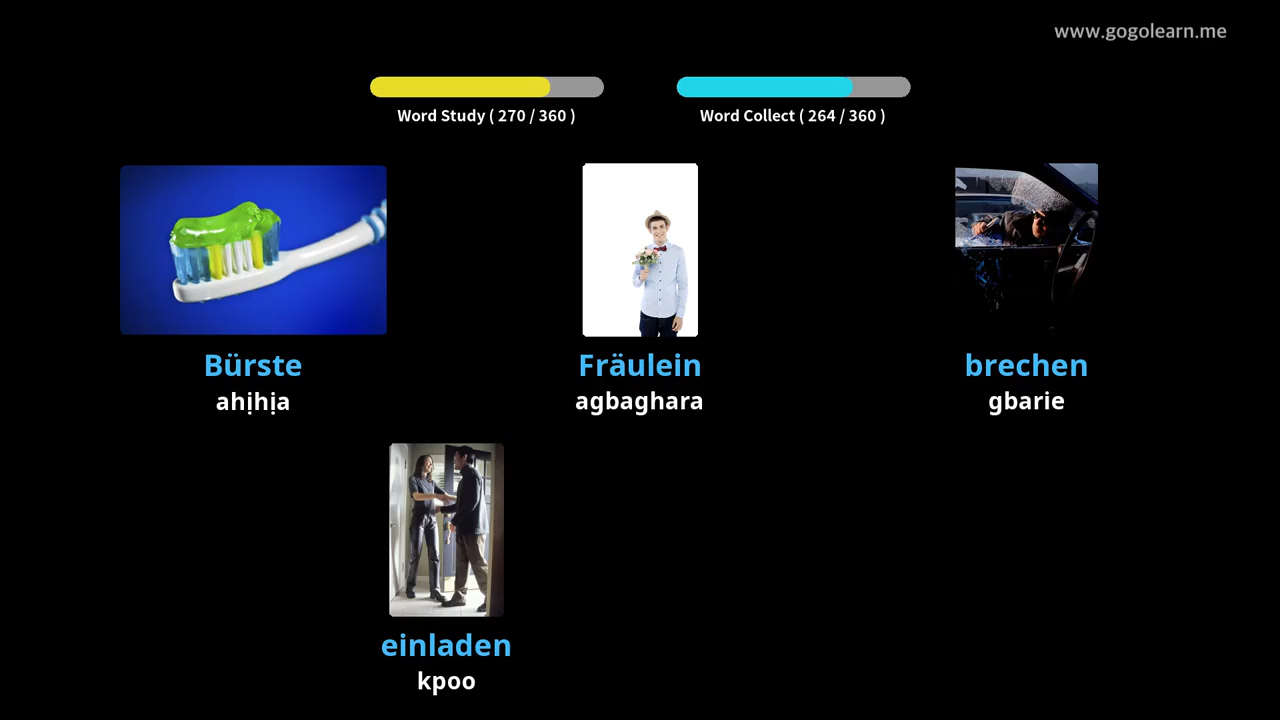 www.gogolearn.me
Word Study ( 270 / 360 )
Word Collect ( 264 / 360 )
Bürste
ahịhịa
Fräulein
agbaghara
brechen
gbarie
einladen
kpoo